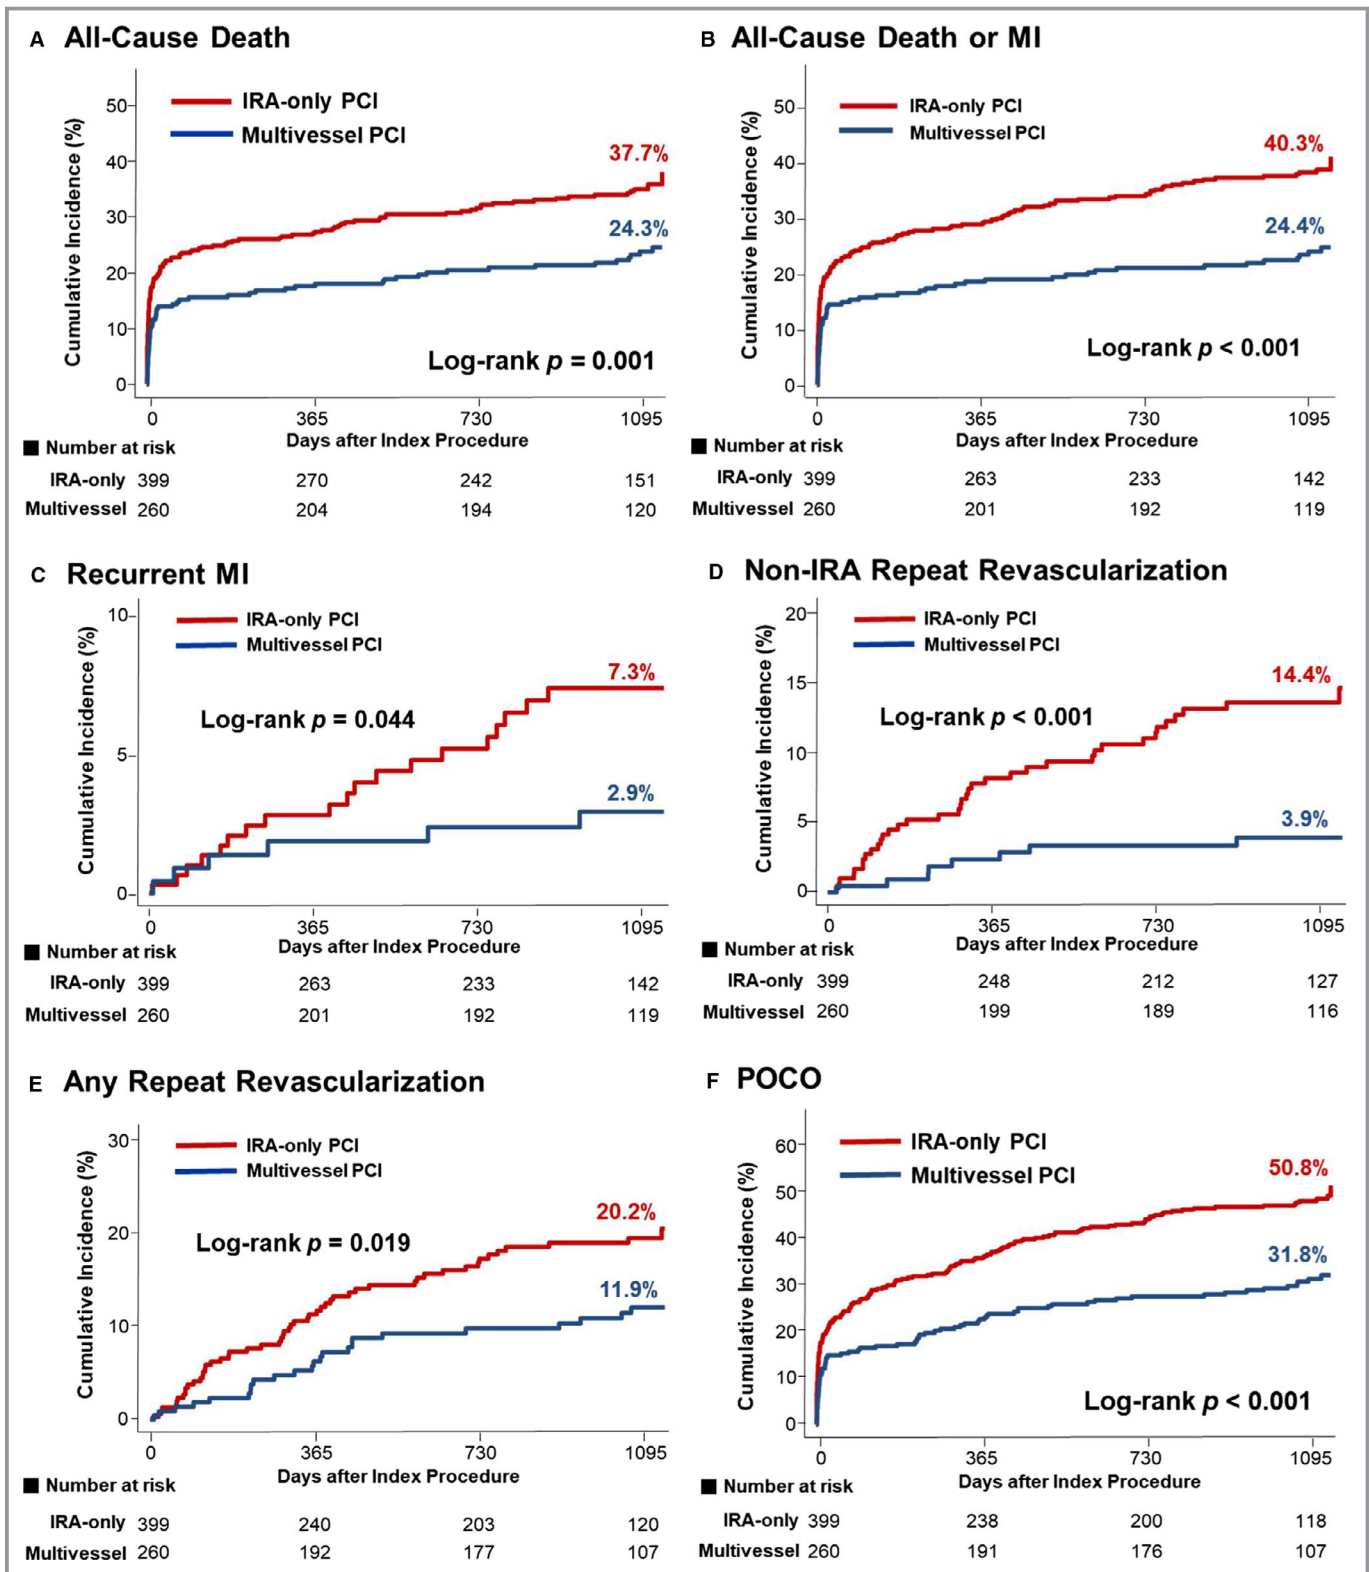 A All-Cause Death
50
40
30
20
10
0
Cumulative Incidence (%)
IRA-only PCI
Multivessel PCI
37.7%
24.3%
Log-rank p = 0.001
0 365 730 1095
Days after Index Procedure
Number at risk
IRA-only 399 270 242 151
Multivessel 260 204 194 120
B All-Cause Death or MI
50
40
30
20
10
0
Cumulative Incidence (%)
IRA-only PCI
Multivessel PCI
40.3%
24.4%
Log-rank p < 0.001
0 365 730 1095
Days after Index Procedure
Number at risk
IRA-only 399 263 233 142
Multivessel 260 201 192 119
C Recurrent MI
10
5
0
Cumulative Incidence (%)
IRA-only PCI
Multivessel PCI
7.3%
Log-rank p = 0.044
2.9%
0 365 730 1095
Days after Index Procedure
Number at risk
IRA-only 399 263 233 142
Multivessel 260 201 192 119
D Non-IRA Repeat Revascularization
20
15
10
5
0
Cumulative Incidence (%)
IRA-only PCI
Multivessel PCI
14.4%
Log-rank p < 0.001
3.9%
0 365 730 1095
Days after Index Procedure
Number at risk
IRA-only 399 248 212 127
Multivessel 260 199 189 116
E Any Repeat Revascularization
30
20
10
0
Cumulative Incidence (%)
IRA-only PCI
Multivessel PCI
20.2%
Log-rank p = 0.019
11.9%
0 365 730 1095
Days after Index Procedure
Number at risk
IRA-only 399 240 203 120
Multivessel 260 192 177 107
F POCO
60
50
40
30
20
10
0
Cumulative Incidence (%)
IRA-only PCI
Multivessel PCI
50.8%
31.8%
Log-rank p < 0.001
0 365 730 1095
Days after Index Procedure
Number at risk
IRA-only 399 238 200 118
Multivessel 260 191 176 107